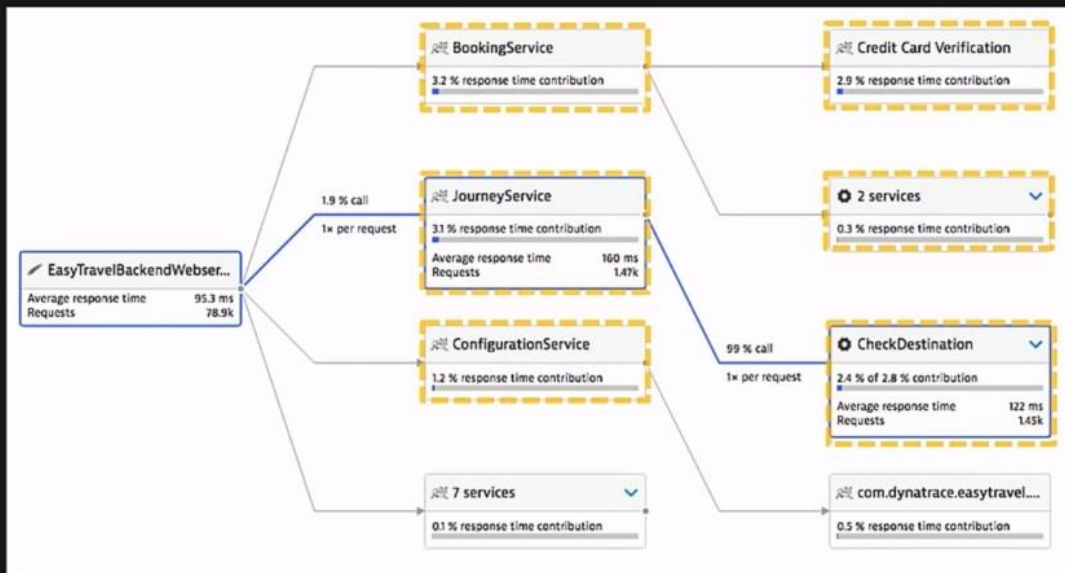 BookingService
3.2 % response time contribution
Credit Card Verification
2.9 % response time contribution
1.9 % call
1x per request
JourneyService
3.1 % response time contribution
Average response time 160 ms
Requests 1.47k
2 services
0.3 % response time contribution
EasyTravelBackendWebser...
Average response time 95.3 ms
Requests 78.9k
ConfigurationService
1.2 % response time contribution
99 % call
1x per request
CheckDestination
2.4 % of 2.8 % contribution
Average response time 122 ms
Requests 1.45k
7 services
0.1 % response time contribution
com.dynatrace.easytravel....
0.5 % response time contribution